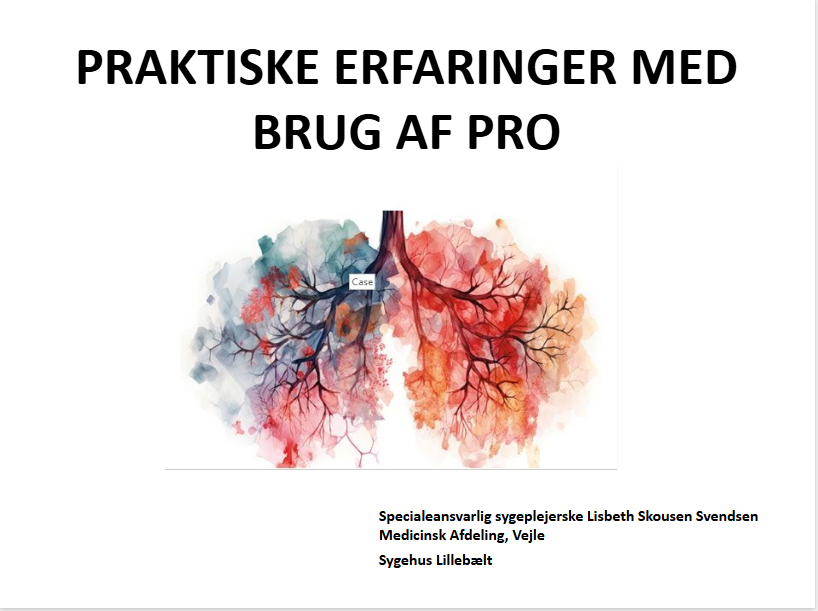 PRAKTISKE ERFARINGER MED
BRUG AF PRO
Case
Specialeansvarlig sygeplejerske Lisbeth Skousen Svendsen
Medicinsk Afdeling, Vejle
Sygehus Lillebælt